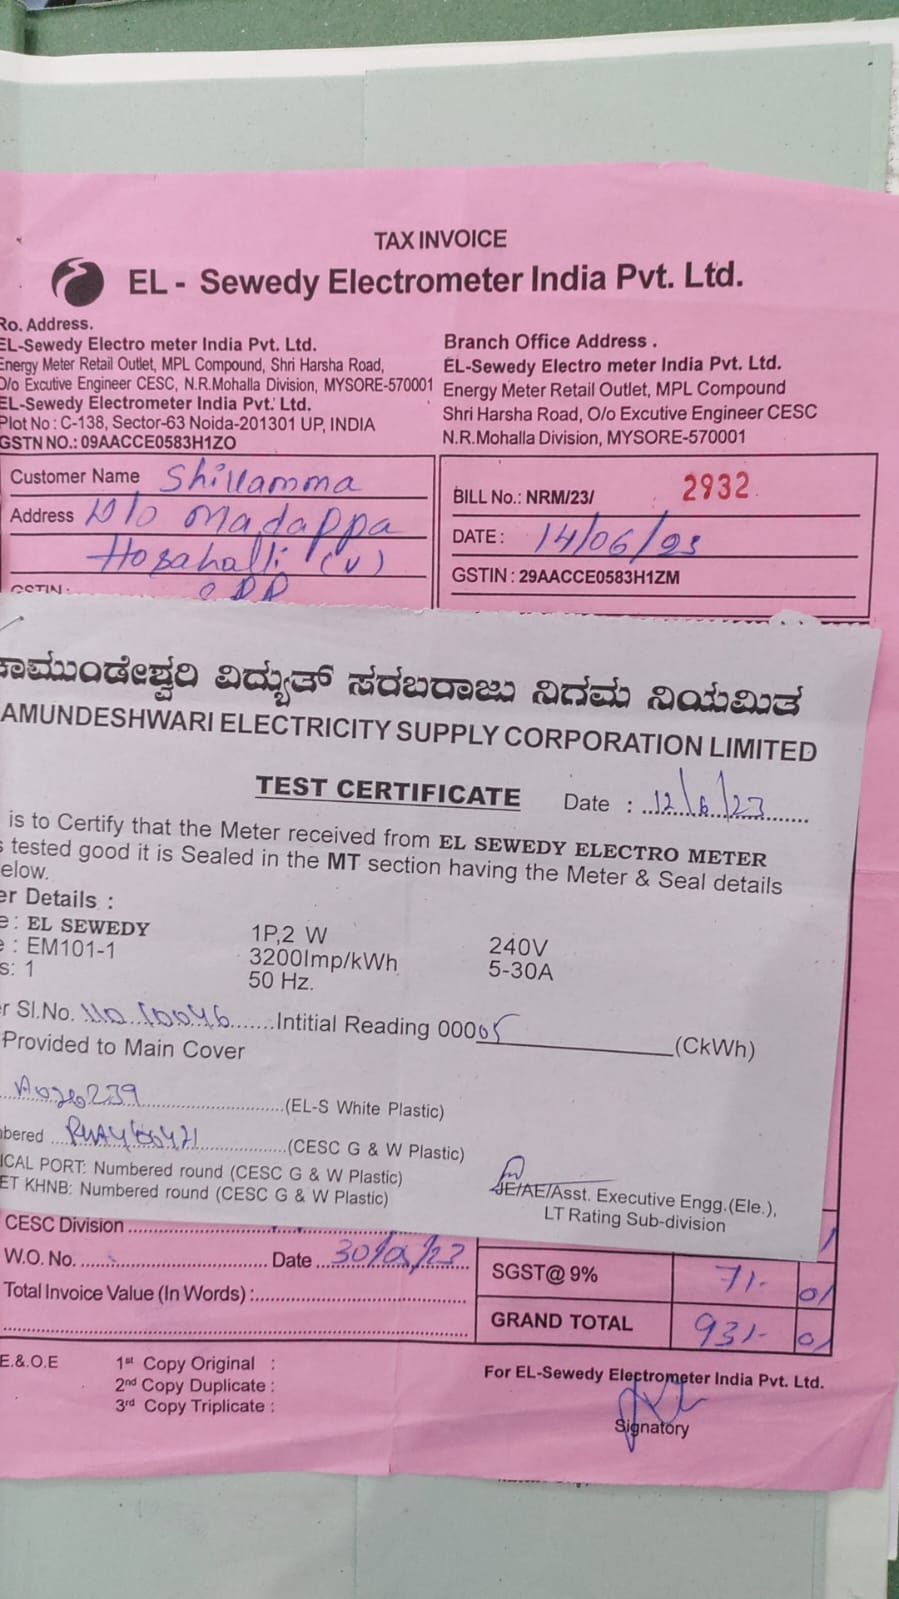 TAX INVOICE
EL - Sewedy Electrometer India Pvt. Ltd.
Ro. Address.
EL-Sewedy Electro meter India Pvt. Ltd.
Energy Meter Retail Outlet, MPL Compound, Shri Harsha Road,
O/o Excutive Engineer CESC, N.R.Mohalla Division, MYSORE-570001
EL-Sewedy Electrometer India Pvt. Ltd.
Plot No : C-138, Sector-63 Noida-201301 UP, INDIA
GSTN NO.: 09AACCE0583H1ZO
Branch Office Address .
EL-Sewedy Electro meter India Pvt. Ltd.
Energy Meter Retail Outlet, MPL Compound
Shri Harsha Road, O/o Excutive Engineer CESC
N.R.Mohalla Division, MYSORE-570001
Customer Name
Address Madappa
Hosahalli (V)
GSTIN:
BILL No.: NRM/23/ 2932
DATE: 14/06/23
GSTIN : 29AACCE0583H1ZM
ಾಮುಂಡೇಶ್ವರಿ ವಿದ್ಯುತ್ ಸರಬರಾಜು ನಿಗಮ ನಿಯಮಿತ
AMUNDESHWARI ELECTRICITY SUPPLY CORPORATION LIMITED
TEST CERTIFICATE Date : 12/6/23
is to Certify that the Meter received from EL SEWEDY ELECTRO METER
s tested good it is Sealed in the MT section having the Meter & Seal details
elow.
er Details :
e: EL SEWEDY 1P,2 W 240V
e : EM101-1 3200Imp/kWh 5-30A
s: 1 50 Hz.
er Sl.No. Intitial Reading 00005 (CkWh)
Provided to Main Cover
(EL-S White Plastic)
nbered (CESC G & W Plastic)
ICAL PORT: Numbered round (CESC G & W Plastic)
ET KHNB: Numbered round (CESC G & W Plastic)
JE/AE/Asst. Executive Engg.(Ele.),
LT Rating Sub-division
CESC Division
W.O. No. Date
Total Invoice Value (In Words) :
SGST@ 9% 71- 01
GRAND TOTAL 931- 01
E.&.O.E
1st Copy Original :
2nd Copy Duplicate :
3rd Copy Triplicate :
For EL-Sewedy Electrometer India Pvt. Ltd.
Signatory